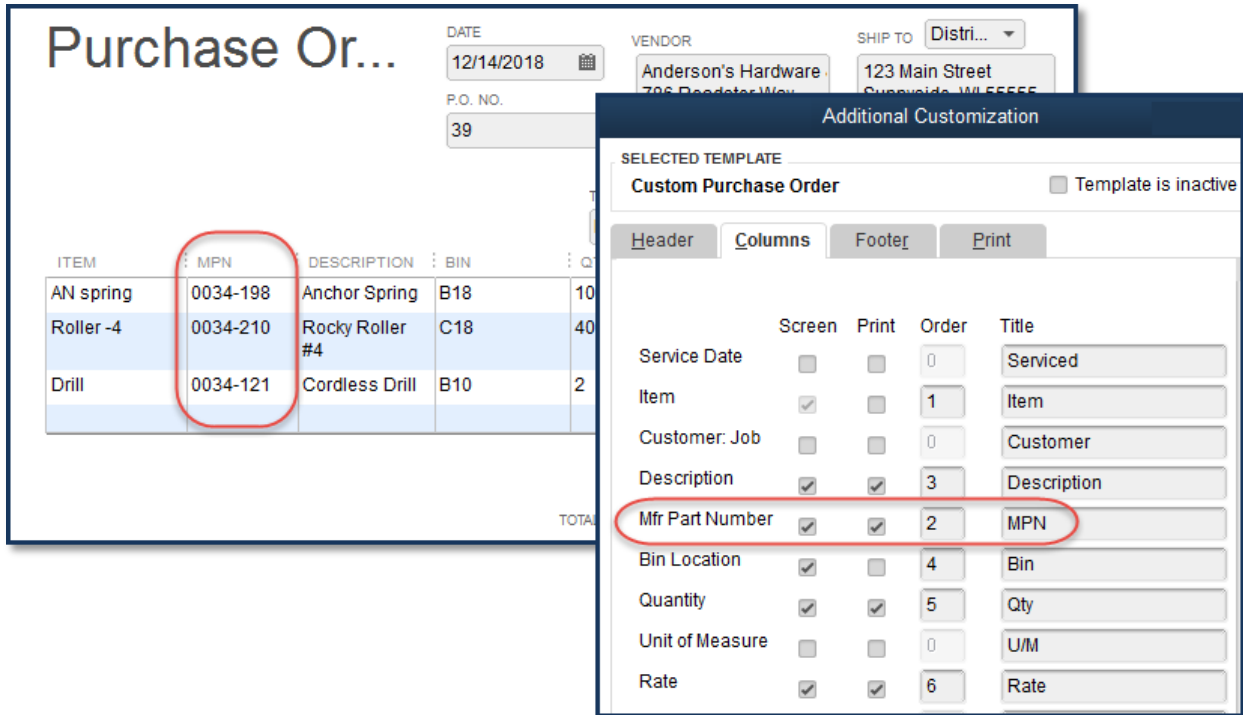 Purchase Or...
DATE
12/14/2018
P.O. NO.
39
VENDOR
Anderson's Hardware
SHIP TO Distri...
123 Main Street
ITEM MPN DESCRIPTION BIN
AN spring 0034-198 Anchor Spring B18 10
Roller -4 0034-210 Rocky Roller C18 40
#4
Drill 0034-121 Cordless Drill B10 2
Additional Customization
SELECTED TEMPLATE
Custom Purchase Order Template is inactive
Header Columns Footer Print
Screen Print Order Title
Service Date 0 Serviced
Item 1 Item
Customer: Job 0 Customer
Description 3 Description
Mfr Part Number 2 MPN
Bin Location 4 Bin
Quantity 5 Qty
Unit of Measure 0 U/M
Rate 6 Rate